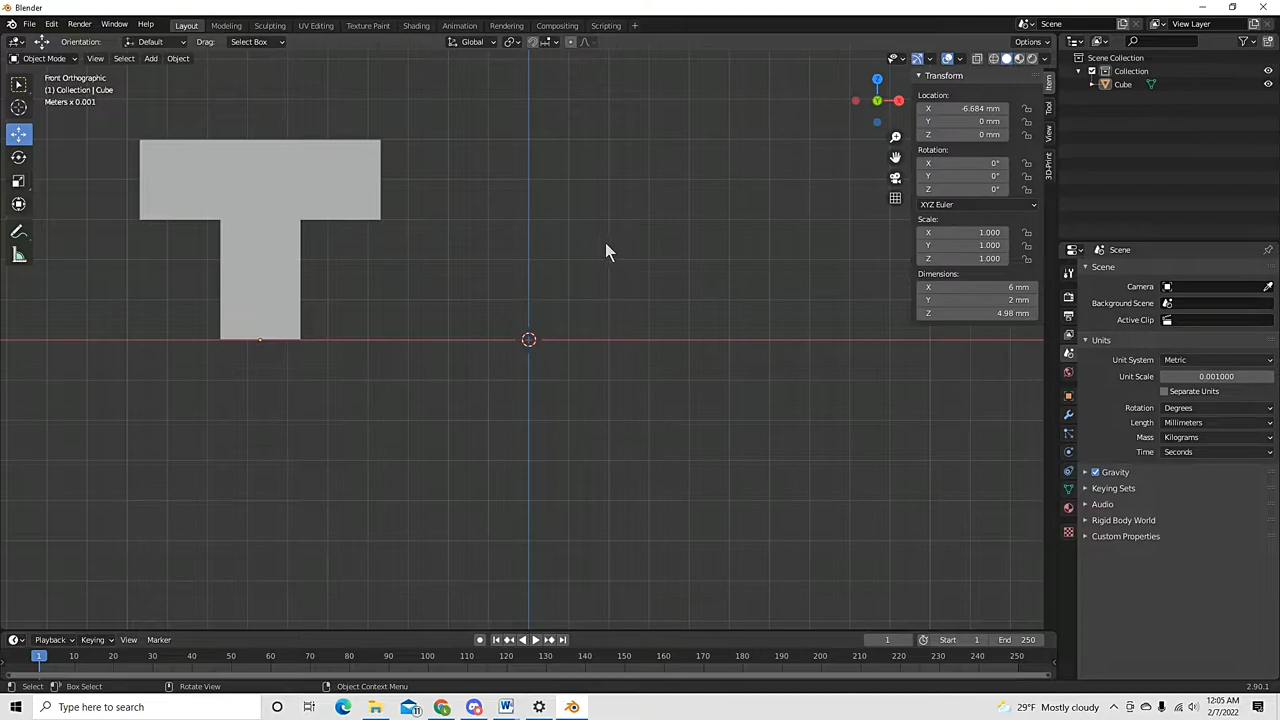 Blender
File Edit Render Window Help Layout Modeling Sculpting UV Editing Texture Paint Shading Animation Rendering Compositing Scripting + Scene View Layer
Orientation: Default Drag: Select Box Global Options
Object Mode View Select Add Object
Front Orthographic
(1) Collection | Cube
Meters x 0.001
Z
Y
X
Transform
Location:
X -6.684 mm
Y 0 mm
Z 0 mm
Rotation:
X 0°
Y 0°
Z 0°
XYZ Euler
Scale:
X 1.000
Y 1.000
Z 1.000
Dimensions:
X 6 mm
Y 2 mm
Z 4.98 mm
Item
Tool
View
3D-Print
Scene Collection
Collection
Cube
Scene
Scene
Camera
Background Scene
Active Clip
Units
Unit System Metric
Unit Scale 0.001000
Separate Units
Rotation Degrees
Length Millimeters
Mass Kilograms
Time Seconds
Gravity
Keying Sets
Audio
Rigid Body World
Custom Properties
Playback Keying View Marker 1 Start 1 End 250
1 10 20 30 40 50 60 70 80 90 100 110 120 130 140 150 160 170 180 190 200 210 220 230 240 250
Select Box Select Rotate View Object Context Menu 2.90.1
Type here to search 29°F Mostly cloudy 12:05 AM
2/7/2022